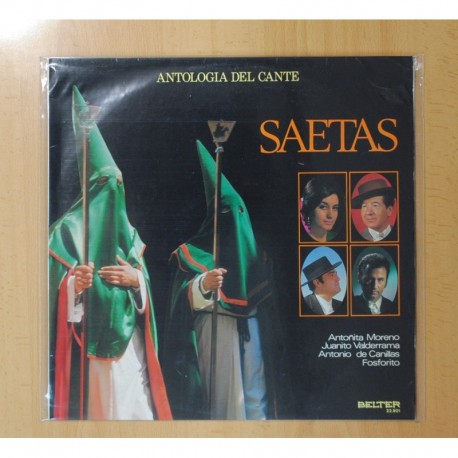 ANTOLOGIA DEL CANTE
SAETAS
Antoñita Moreno
Juanito Valderrama
Antonio de Canillas
Fosforito
BELTER